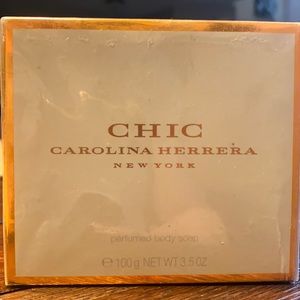 CHIC
CAROLINA HERRERA
NEW YORK
perfumed body soap
℮ 100 g NET WT 3.5 OZ